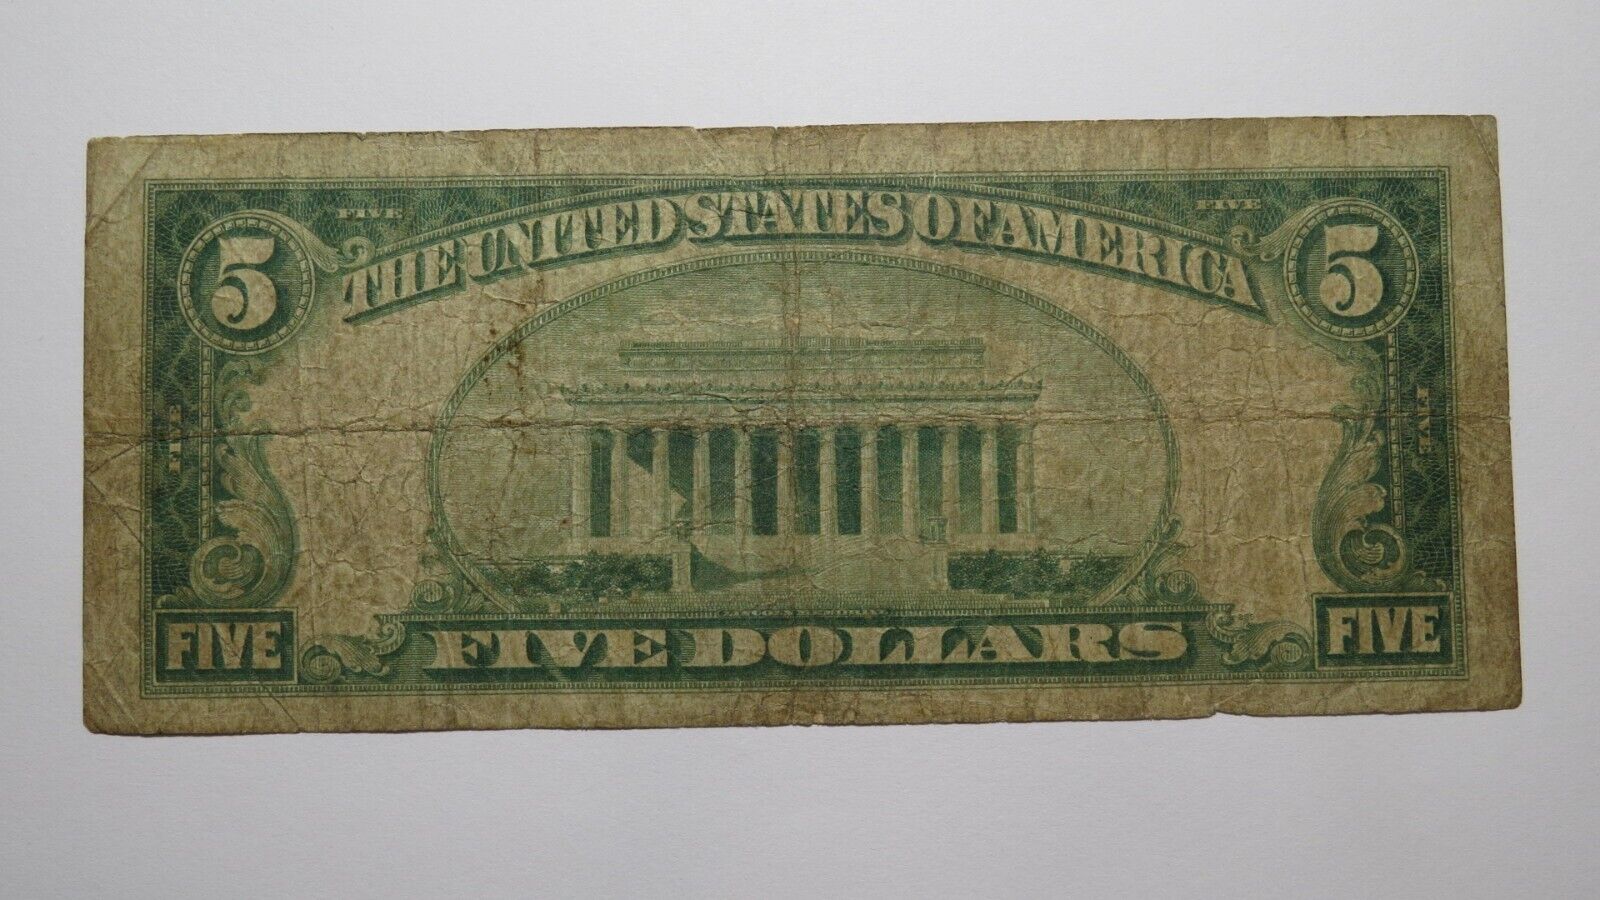 FIVE FIVE
5 THE UNITED STATES OF AMERICA 5
FIVE FIVE
FIVE FIVE DOLLARS FIVE